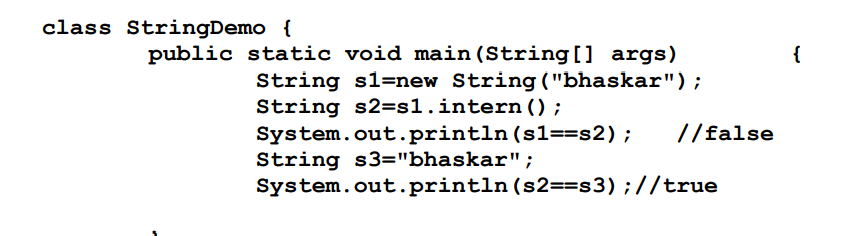 class StringDemo {
public static void main(String[] args) {
String s1=new String("bhaskar");
String s2=s1.intern();
System.out.println(s1==s2); //false
String s3="bhaskar";
System.out.println(s2==s3);//true